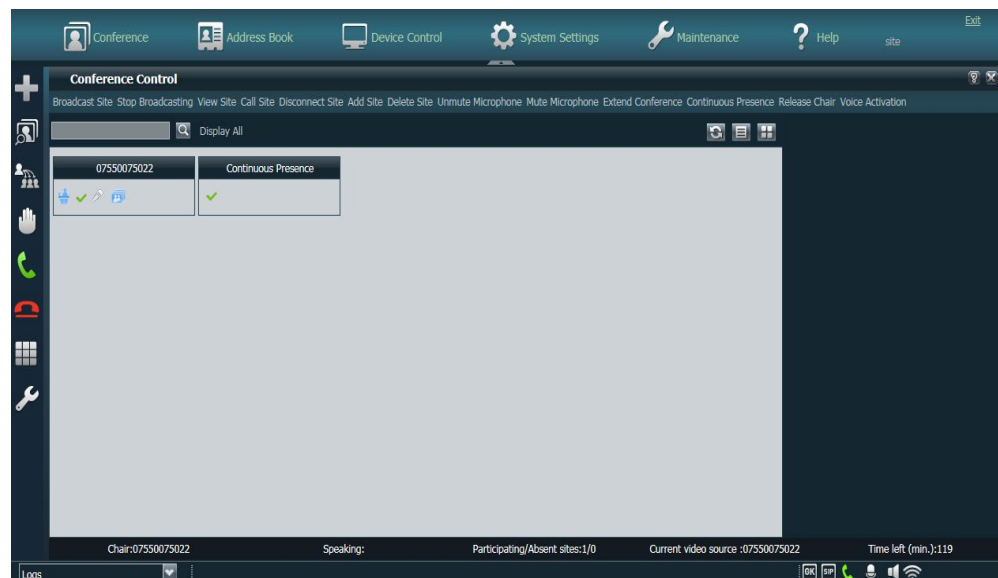 Exit
Conference Address Book Device Control System Settings Maintenance ? Help site
Conference Control
Broadcast Site Stop Broadcasting View Site Call Site Disconnect Site Add Site Delete Site Unmute Microphone Mute Microphone Extend Conference Continuous Presence Release Chair Voice Activation
Display All
07550075022 Continuous Presence
Chair:07550075022 Speaking: Participating/Absent sites:1/0 Current video source :07550075022 Time left (min.):119
Logs GK SIP